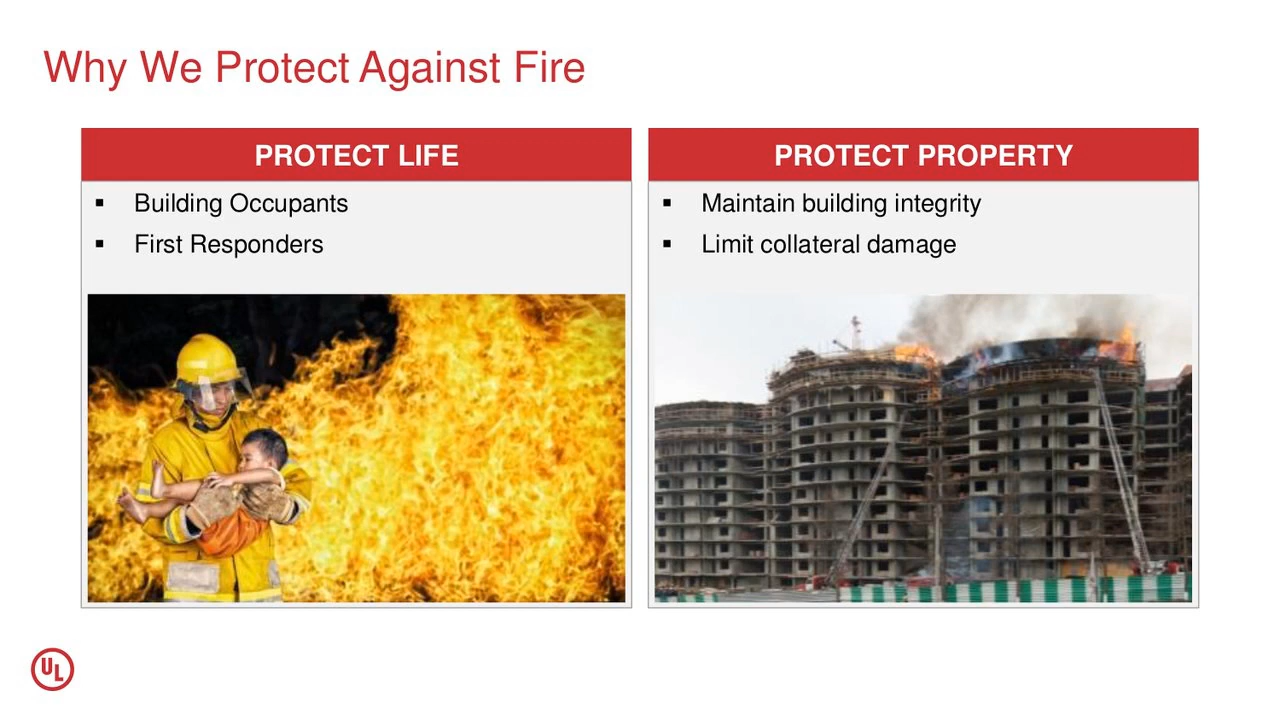 Why We Protect Against Fire
PROTECT LIFE
▪ Building Occupants
▪ First Responders
PROTECT PROPERTY
▪ Maintain building integrity
▪ Limit collateral damage
UL